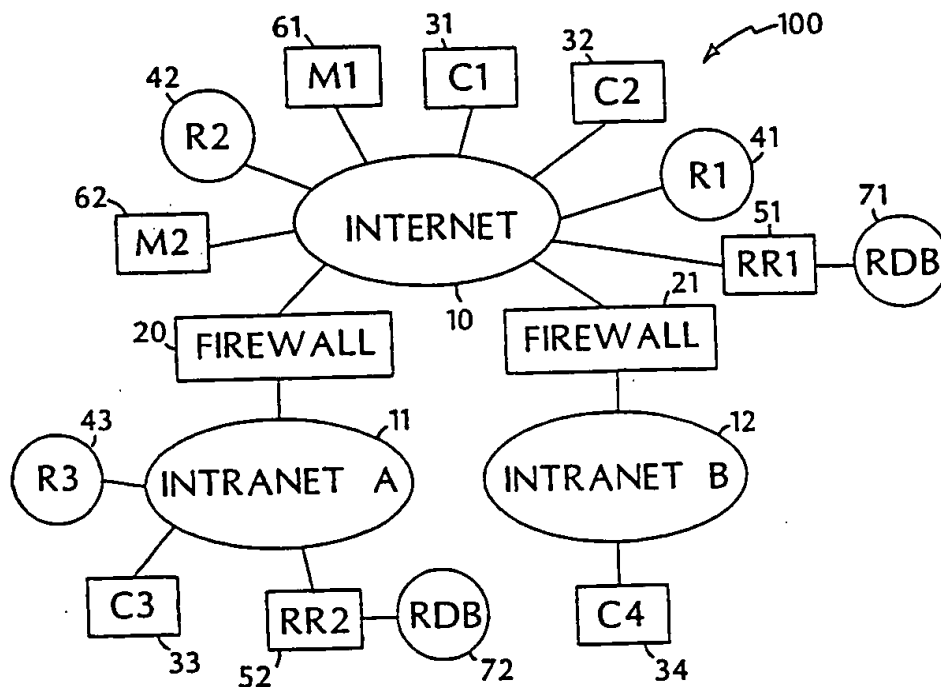 100
61
31
32
M1
C1
C2
42
R2
41
R1
62
M2
INTERNET
51
71
RR1
RDB
10
21
20
FIREWALL
FIREWALL
43
11
12
R3
INTRANET A
INTRANET B
C3
RR2
RDB
C4
33
52
72
34